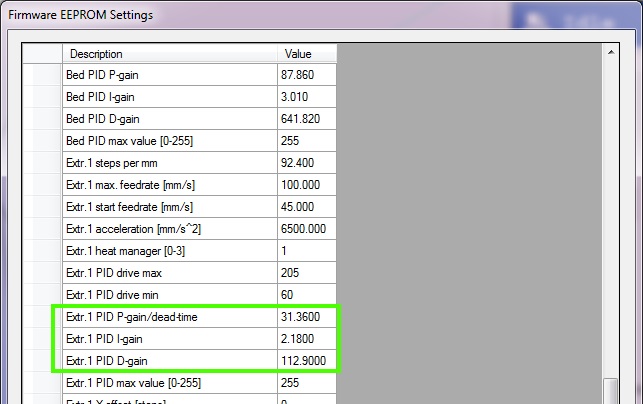 Firmware EEPROM Settings
Idle
Description Value
Bed PID P-gain 87.860
Bed PID I-gain 3.010
Bed PID D-gain 641.820
Bed PID max value [0-255] 255
Extr.1 steps per mm 92.400
Extr.1 max. feedrate [mm/s] 100.000
Extr.1 start feedrate [mm/s] 45.000
Extr.1 acceleration [mm/s^2] 6500.000
Extr.1 heat manager [0-3] 1
Extr.1 PID drive max 205
Extr.1 PID drive min 60
Extr.1 PID P-gain/dead-time 31.3600
Extr.1 PID I-gain 2.1800
Extr.1 PID D-gain 112.9000
Extr.1 PID max value [0-255] 255
Extr.1 X-offset [steps] 0